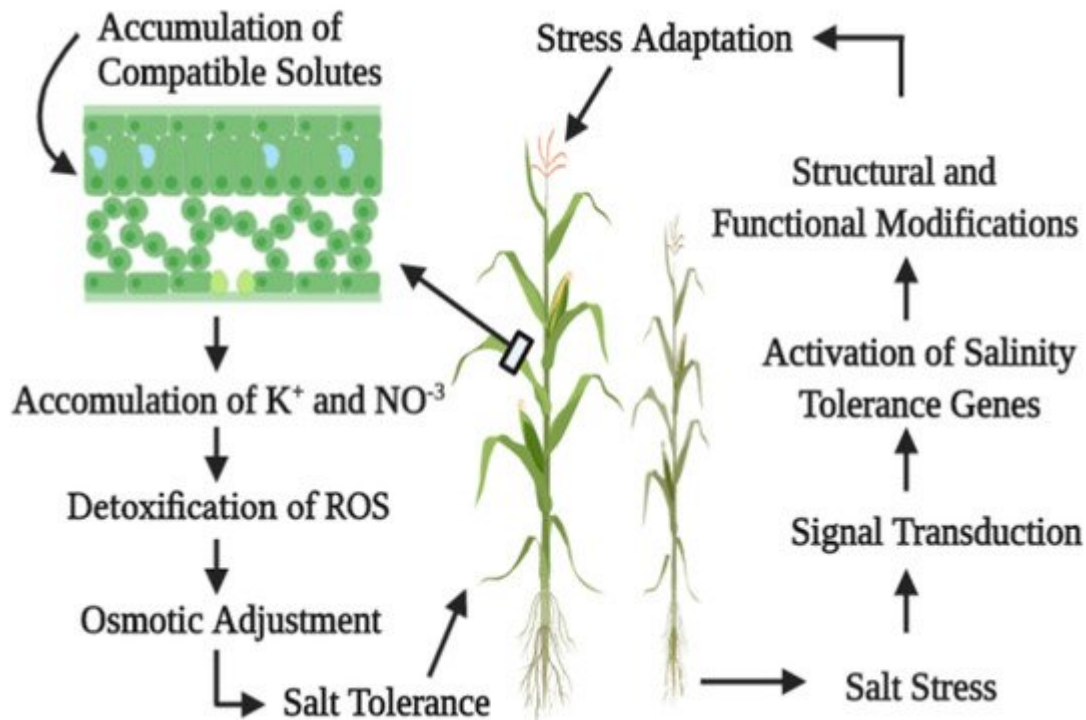 Accumulation of
Compatible Solutes
Accomulation of K⁺ and NO⁻³
Detoxification of ROS
Osmotic Adjustment
Salt Tolerance
Stress Adaptation
Structural and
Functional Modifications
Activation of Salinity
Tolerance Genes
Signal Transduction
Salt Stress